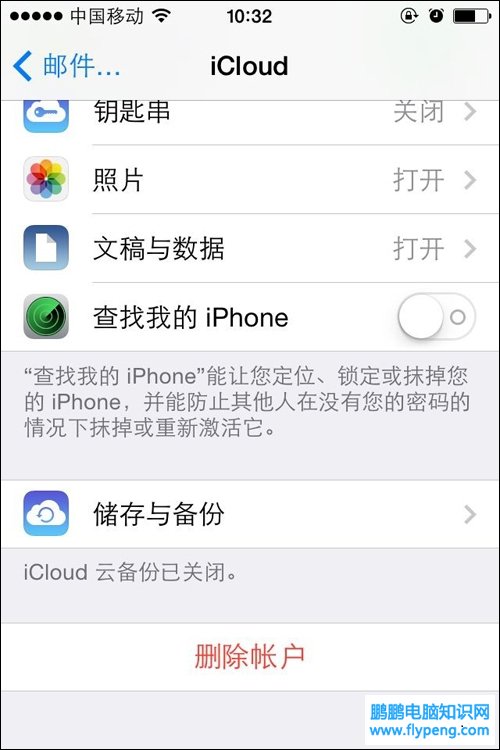 中国移动 10:32
邮件... iCloud
钥匙串 关闭
照片 打开
文稿与数据 打开
查找我的 iPhone
“查找我的 iPhone”能让您定位、锁定或抹掉您
的 iPhone，并能防止其他人在没有您的密码的
情况下抹掉或重新激活它。
储存与备份
iCloud 云备份已关闭。
删除帐户
鹏鹏电脑知识网
www.flypeng.com